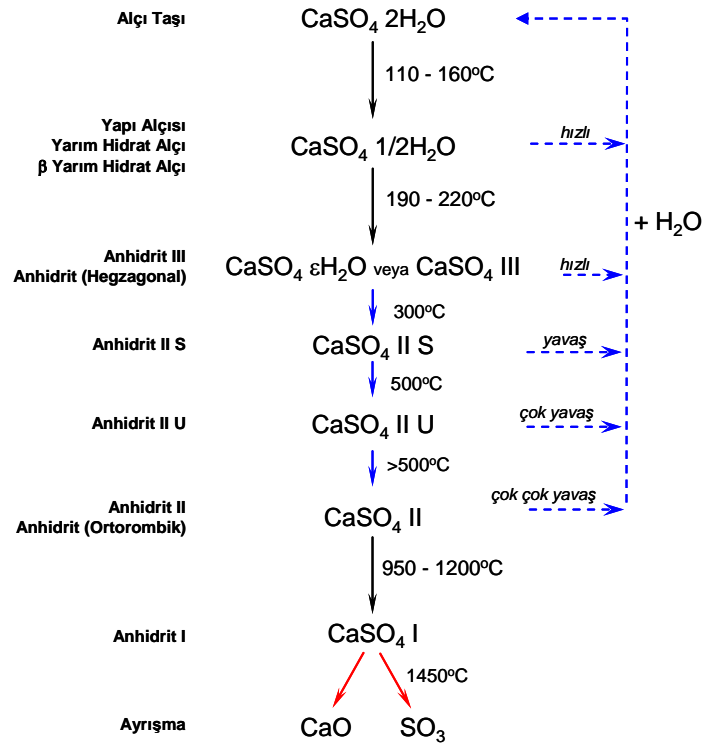 Alçı Taşı
CaSO₄ 2H₂O
110 - 160ºC
Yapı Alçısı
Yarım Hidrat Alçı
β Yarım Hidrat Alçı
CaSO₄ 1/2H₂O
hızlı
190 - 220ºC
+ H₂O
Anhidrit III
Anhidrit (Hegzagonal)
CaSO₄ εH₂O veya CaSO₄ III
hızlı
300ºC
Anhidrit II S
CaSO₄ II S
yavaş
500ºC
Anhidrit II U
CaSO₄ II U
çok yavaş
>500ºC
Anhidrit II
Anhidrit (Ortorombik)
CaSO₄ II
çok çok yavaş
950 - 1200ºC
Anhidrit I
CaSO₄ I
1450ºC
Ayrışma
CaO
SO₃